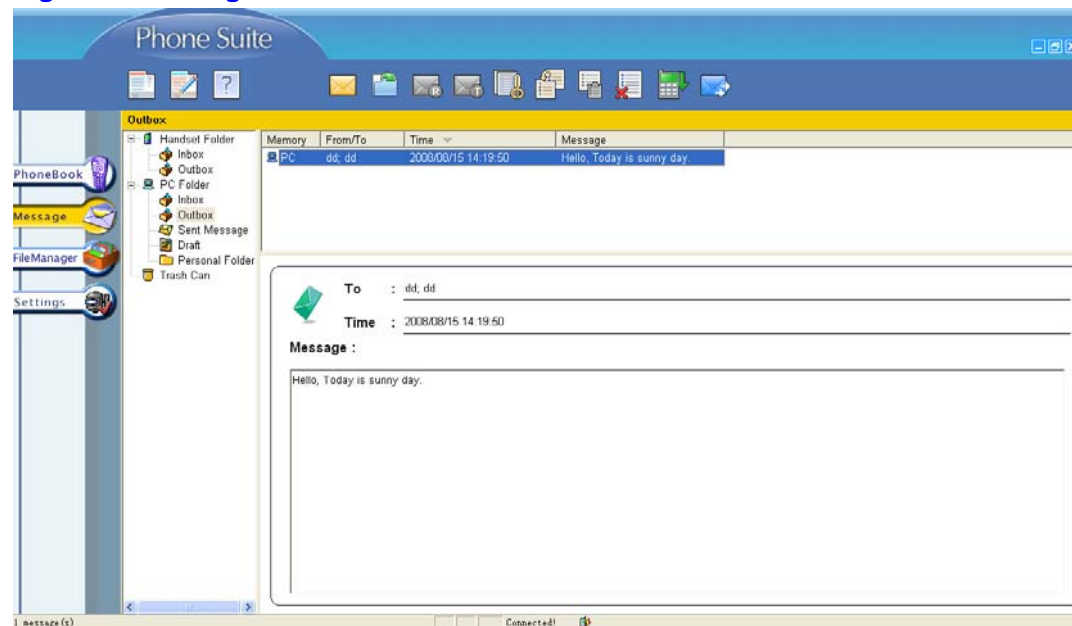 Phone Suite
Outbox
Handset Folder
Inbox
Outbox
PC Folder
Inbox
Outbox
Sent Message
Draft
Personal Folder
Trash Can
PhoneBook
Message
FileManager
Settings
Memory From/To Time Message
PC dd; dd 2008/08/15 14:19:50 Hello, Today is sunny day.
To : dd, dd
Time : 2008/08/15 14:19:50
Message :
Hello, Today is sunny day.
1 message(s) Connected!